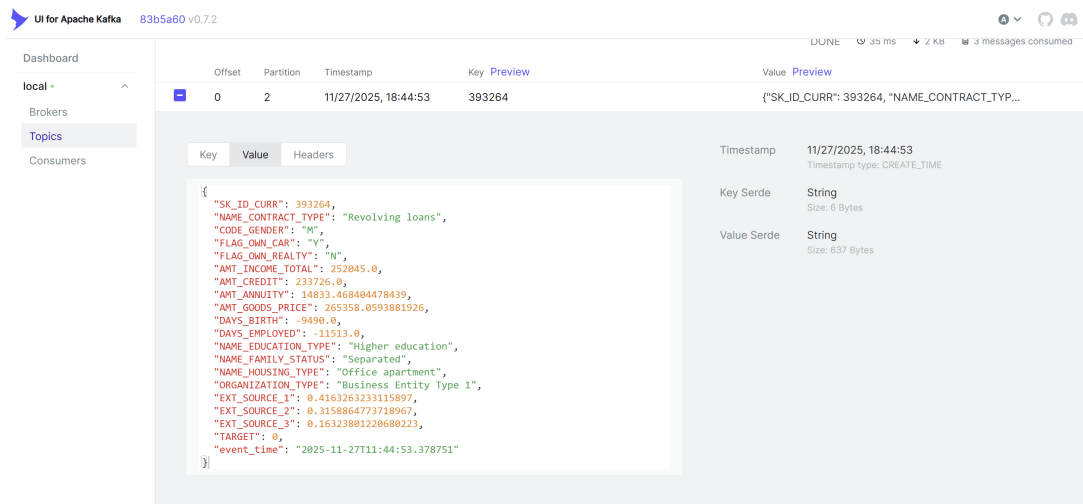 UI for Apache Kafka 83b5a60 v0.7.2 A
DONE 35 ms 2 KB 3 messages consumed
Dashboard
local
Brokers
Topics
Consumers
Offset Partition Timestamp Key Preview Value Preview
0 2 11/27/2025, 18:44:53 393264 {"SK_ID_CURR": 393264, "NAME_CONTRACT_TYP...
Key Value Headers
{
"SK_ID_CURR": 393264,
"NAME_CONTRACT_TYPE": "Revolving loans",
"CODE_GENDER": "M",
"FLAG_OWN_CAR": "Y",
"FLAG_OWN_REALTY": "N",
"AMT_INCOME_TOTAL": 252045.0,
"AMT_CREDIT": 233726.0,
"AMT_ANNUITY": 14833.468404478439,
"AMT_GOODS_PRICE": 265358.0593881926,
"DAYS_BIRTH": -9490.0,
"DAYS_EMPLOYED": -11513.0,
"NAME_EDUCATION_TYPE": "Higher education",
"NAME_FAMILY_STATUS": "Separated",
"NAME_HOUSING_TYPE": "Office apartment",
"ORGANIZATION_TYPE": "Business Entity Type 1",
"EXT_SOURCE_1": 0.4163263233115897,
"EXT_SOURCE_2": 0.3158864773718967,
"EXT_SOURCE_3": 0.16323801220680223,
"TARGET": 0,
"event_time": "2025-11-27T11:44:53.378751"
}
Timestamp 11/27/2025, 18:44:53
Timestamp type: CREATE_TIME
Key Serde String
Size: 6 Bytes
Value Serde String
Size: 637 Bytes